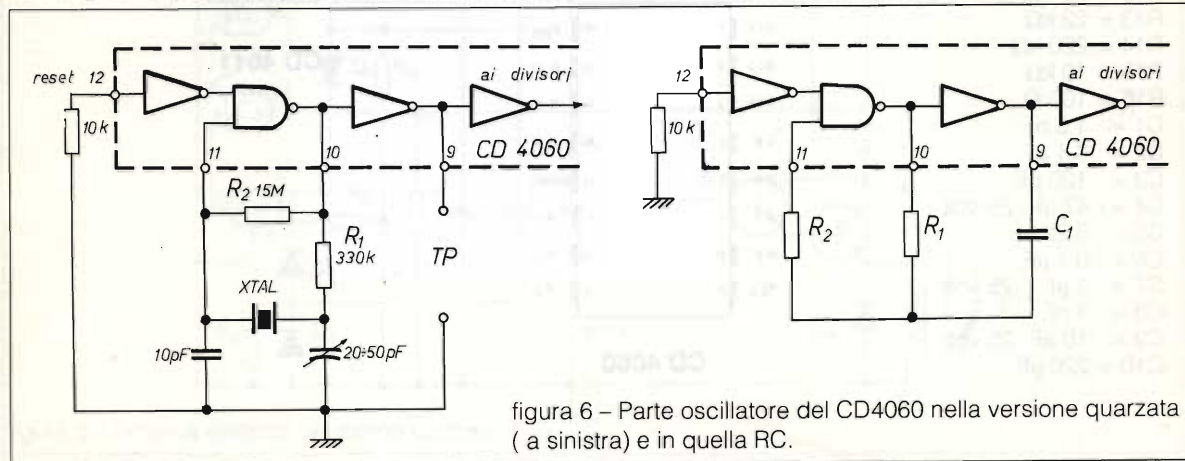 reset 12
10k
11
10
9
ai divisori
CD 4060
R2 15M
R1
330k
TP
XTAL
10pF
20÷50pF
12
10k
11
10
9
ai divisori
CD 4060
R2
R1
C1
figura 6 – Parte oscillatore del CD4060 nella versione quarzata
( a sinistra) e in quella RC.